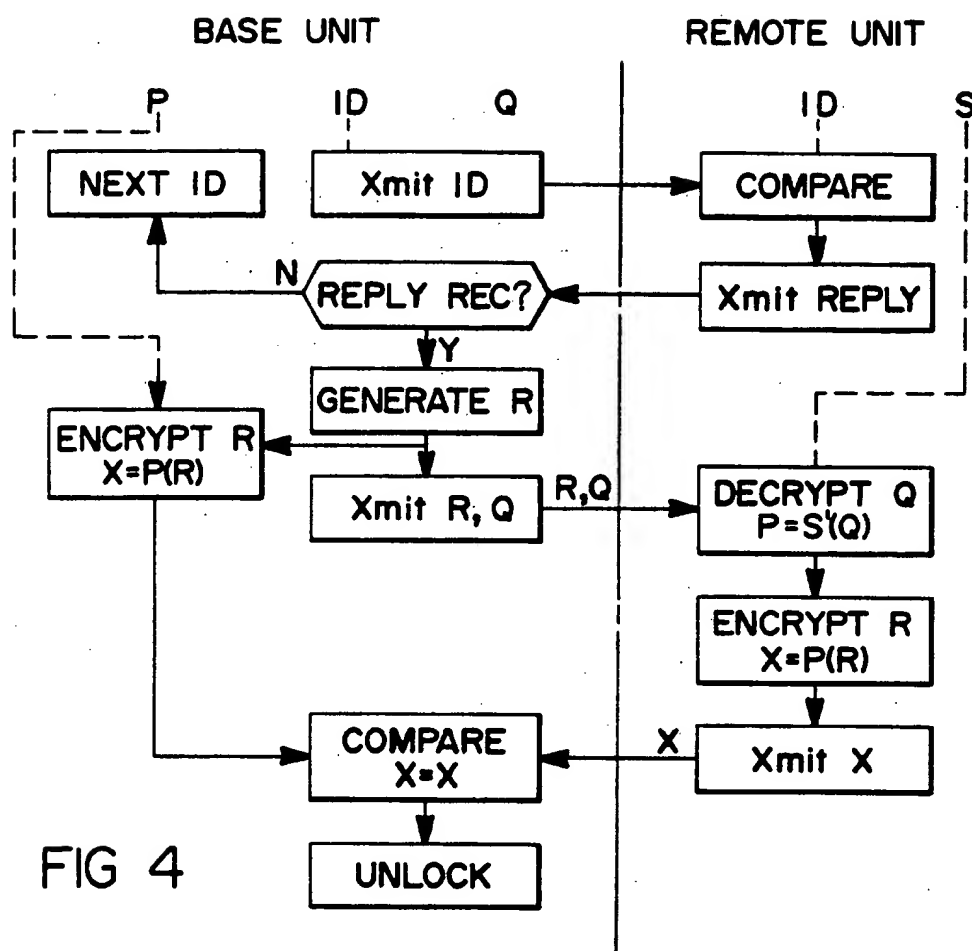 BASE UNIT
REMOTE UNIT
P
ID
Q
ID
S
NEXT ID
Xmit ID
COMPARE
N
REPLY REC?
Xmit REPLY
Y
GENERATE R
ENCRYPT R
X=P(R)
Xmit R, Q
R,Q
DECRYPT Q
P=S'(Q)
ENCRYPT R
X=P(R)
COMPARE
X=X
X
Xmit X
UNLOCK
FIG 4